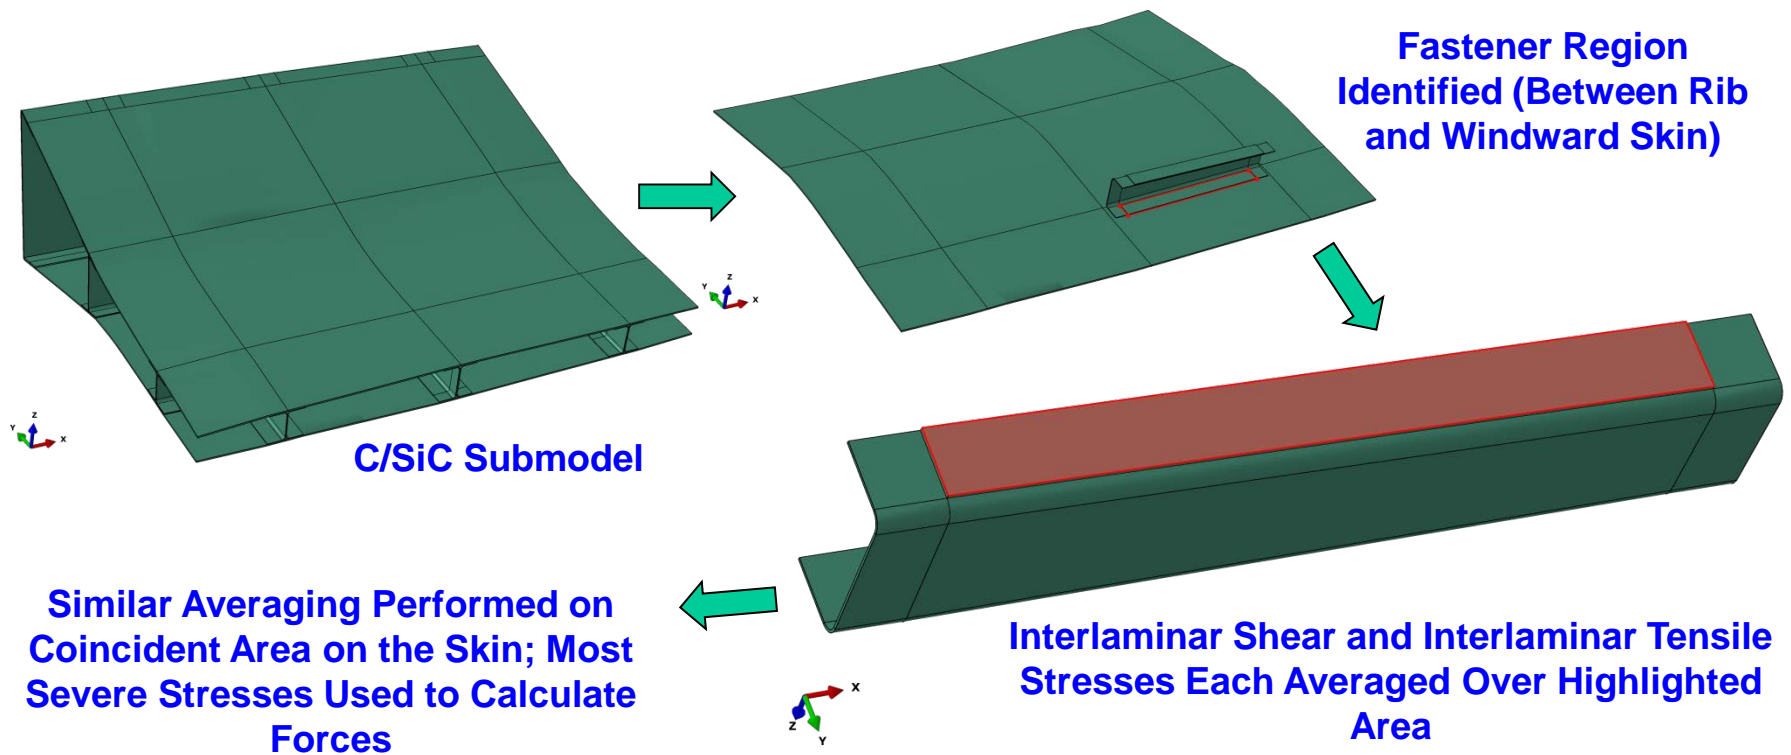 Fastener Region
Identified (Between Rib
and Windward Skin)
Z
Y
X
Z
Y
X
C/SiC Submodel
Similar Averaging Performed on
Coincident Area on the Skin; Most
Severe Stresses Used to Calculate
Forces
Interlaminar Shear and Interlaminar Tensile
Stresses Each Averaged Over Highlighted
Area
X
Z
Y